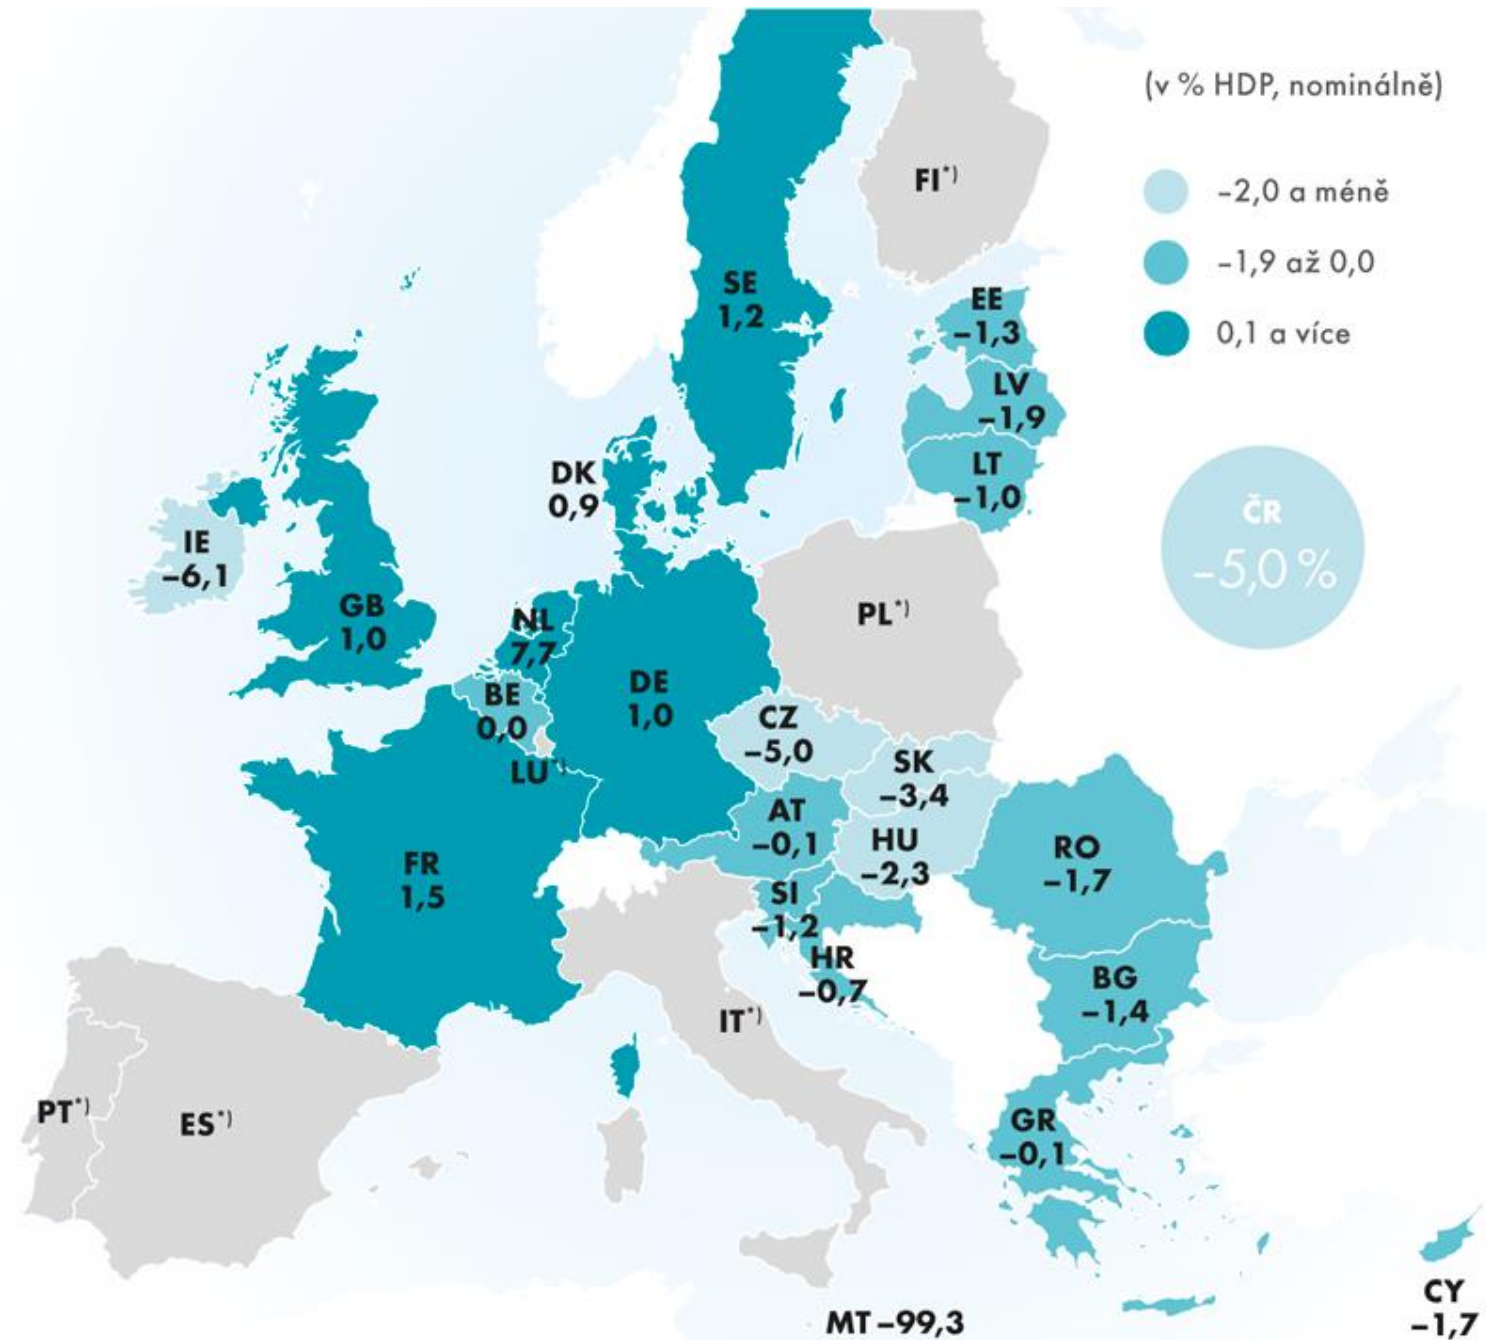 (v % HDP, nominálně)
–2,0 a méně
–1,9 až 0,0
0,1 a více
ČR
–5,0 %
FI*)
SE
1,2
EE
–1,3
LV
–1,9
LT
–1,0
DK
0,9
IE
–6,1
GB
1,0
NL
7,7
PL*)
BE
0,0
DE
1,0
LU*)
CZ
–5,0
SK
–3,4
AT
–0,1
HU
–2,3
RO
–1,7
FR
1,5
SI
–1,2
HR
–0,7
BG
–1,4
IT*)
PT*)
ES*)
GR
–0,1
CY
–1,7
MT –99,3